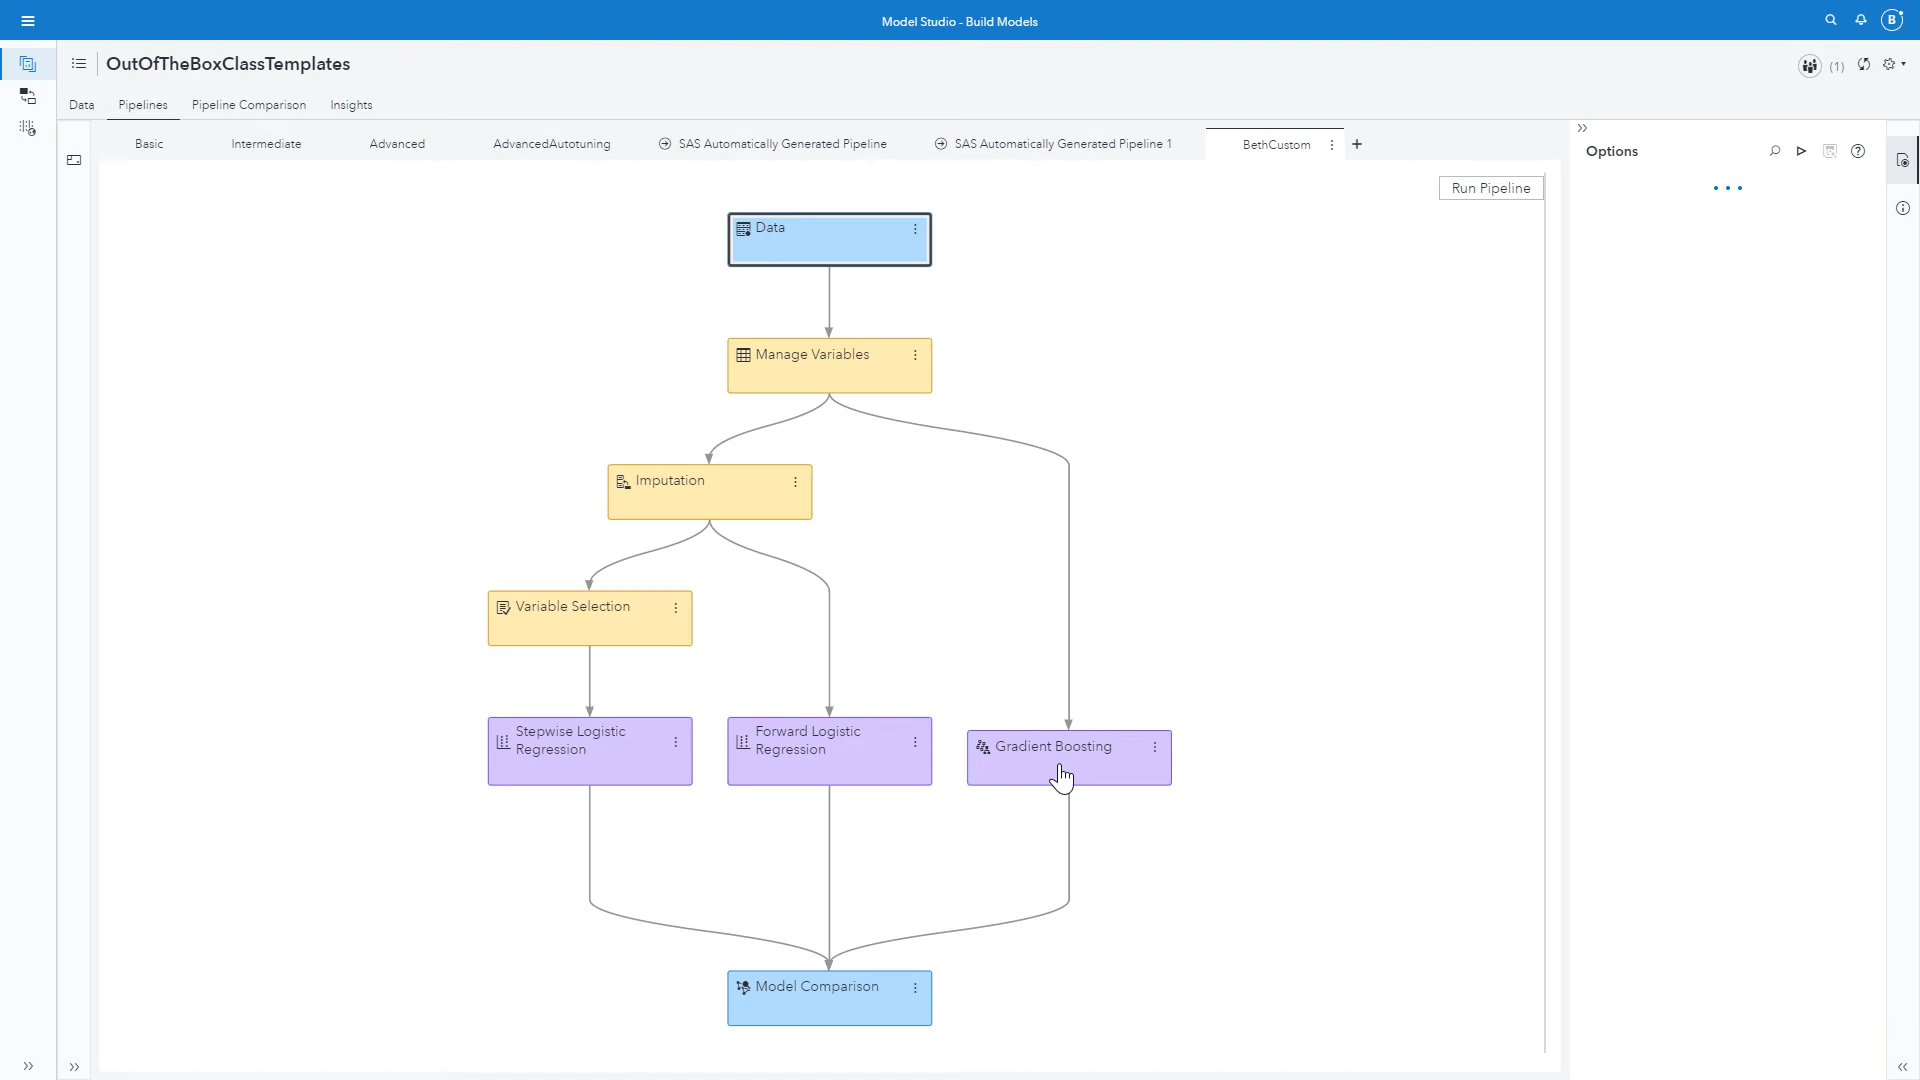 Model Studio - Build Models
B
OutOfTheBoxClassTemplates
(1)
Data Pipelines Pipeline Comparison Insights
Basic Intermediate Advanced AdvancedAutotuning SAS Automatically Generated Pipeline SAS Automatically Generated Pipeline 1 BethCustom
Options
Run Pipeline
Data
Manage Variables
Imputation
Variable Selection
Stepwise Logistic
Regression
Forward Logistic
Regression
Gradient Boosting
Model Comparison